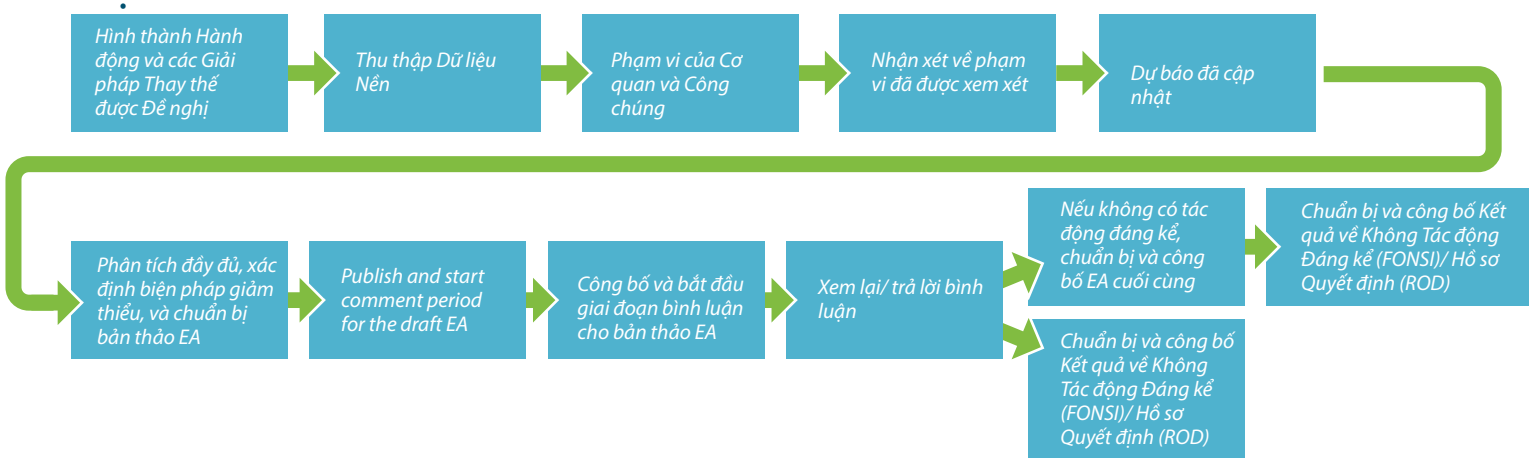 Hình thành Hành
động và các Giải
pháp Thay thế
được Đề nghị
Thu thập Dữ liệu
Nền
Phạm vi của Cơ
quan và Công
chúng
Nhận xét về phạm
vi đã được xem xét
Dự báo đã cập
nhật
Phân tích đầy đủ, xác
định biện pháp giảm
thiểu, và chuẩn bị
bản thảo EA
Publish and start
comment period
for the draft EA
Công bố và bắt đầu
giai đoạn bình luận
cho bản thảo EA
Xem lại/ trả lời bình
luận
Nếu không có tác
động đáng kể,
chuẩn bị và công
bố EA cuối cùng
Chuẩn bị và công bố Kết
quả về Không Tác động
Đáng kể (FONSI)/ Hồ sơ
Quyết định (ROD)
Chuẩn bị và công bố
Kết quả về Không
Tác động Đáng kể
(FONSI)/ Hồ sơ
Quyết định (ROD)